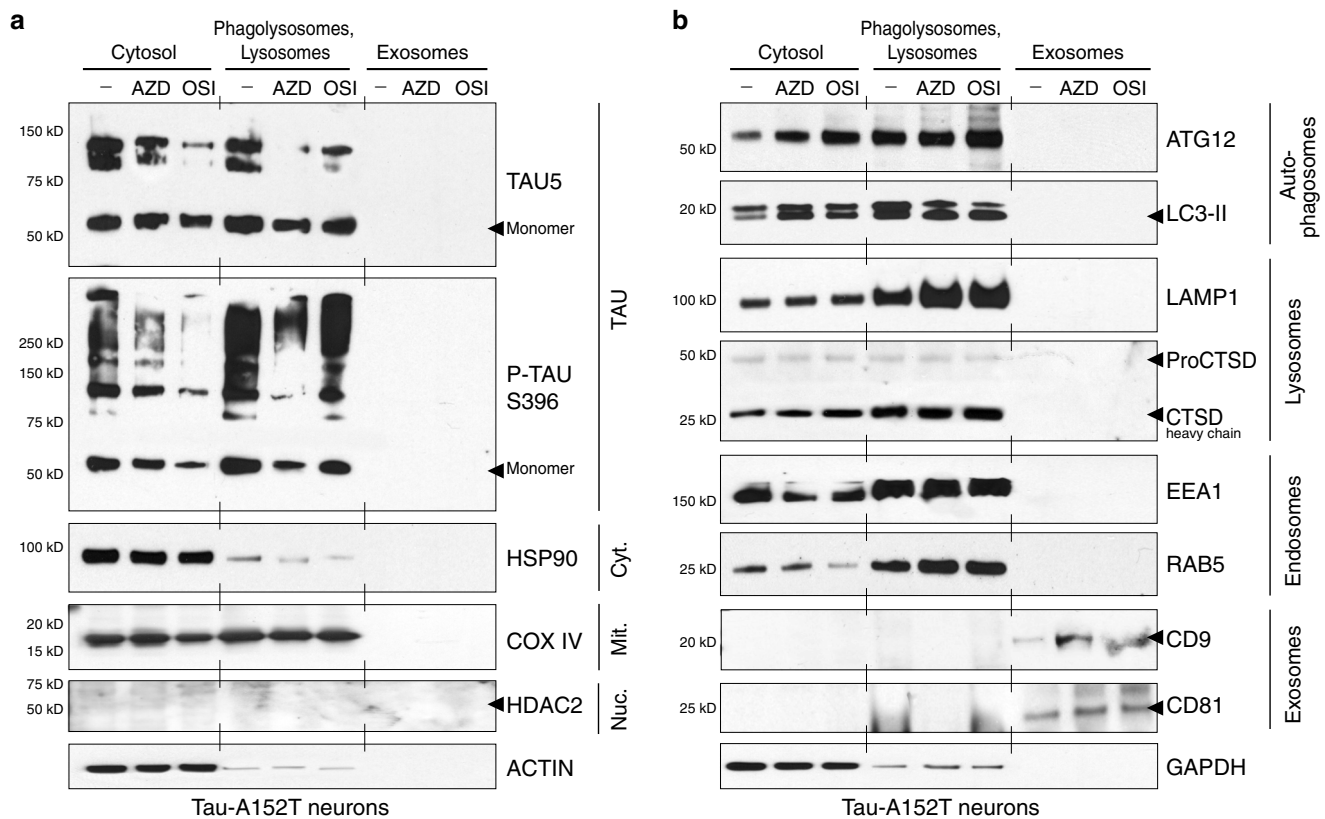 a
Phagolysosomes,
Cytosol Lysosomes Exosomes
– AZD OSI – AZD OSI – AZD OSI
150 kD
75 kD
50 kD
TAU5
Monomer
250 kD
150 kD
75 kD
50 kD
P-TAU
S396
Monomer
TAU
100 kD
HSP90
Cyt.
20 kD
15 kD
COX IV
Mit.
75 kD
50 kD
HDAC2
Nuc.
ACTIN
Tau-A152T neurons
b
Phagolysosomes,
Cytosol Lysosomes Exosomes
– AZD OSI – AZD OSI – AZD OSI
50 kD
ATG12
20 kD
LC3-II
Auto-
phagosomes
100 kD
LAMP1
50 kD
ProCTSD
25 kD
CTSD
heavy chain
Lysosomes
150 kD
EEA1
25 kD
RAB5
Endosomes
20 kD
CD9
25 kD
CD81
Exosomes
GAPDH
Tau-A152T neurons